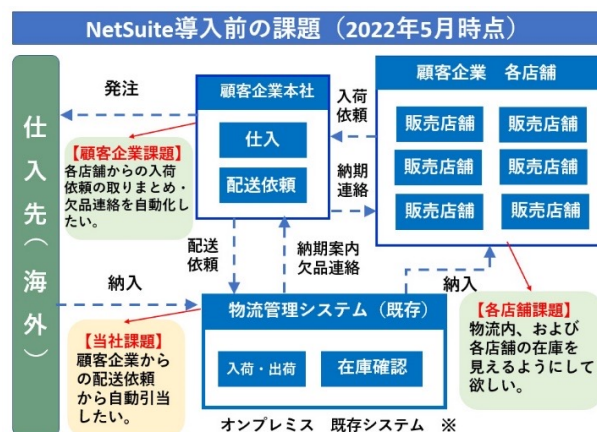 NetSuite導入前の課題（2022年5月時点）
仕入先（海外）
発注
顧客企業本社
仕入
配送依頼
入荷
依頼
納期
連絡
顧客企業　各店舗
販売店舗
販売店舗
販売店舗
販売店舗
販売店舗
販売店舗
【顧客企業課題】
各店舗からの入荷
依頼の取りまとめ・
欠品連絡を自動化し
たい。
配送
依頼
納期案内
欠品連絡
納入
納入
物流管理システム（既存）
入荷・出荷
在庫確認
オンプレミス　既存システム　※
【当社課題】
顧客企業から
の配送依頼
から自動引当
したい。
【各店舗課題】
物流内、および
各店舗の在庫を
見えるようにして
欲しい。